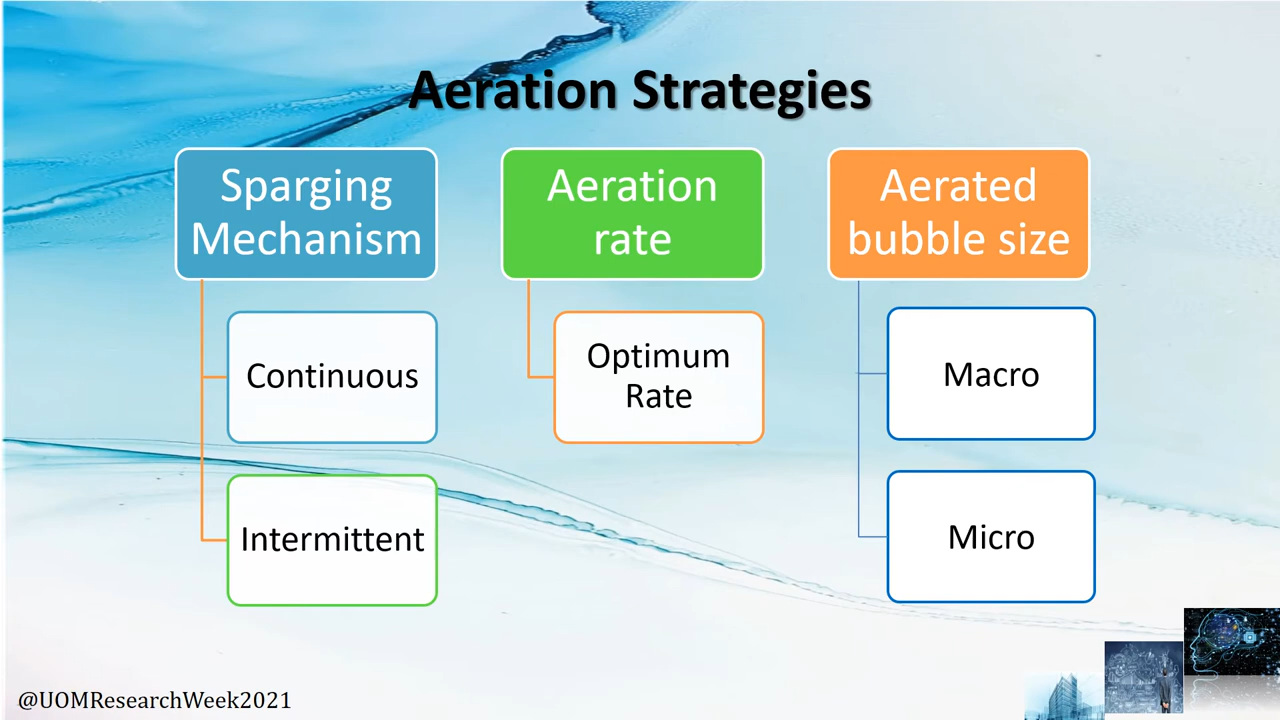 Aeration Strategies
Sparging
Mechanism
Continuous
Intermittent
Aeration
rate
Optimum
Rate
Aerated
bubble size
Macro
Micro
@UOMResearchWeek2021